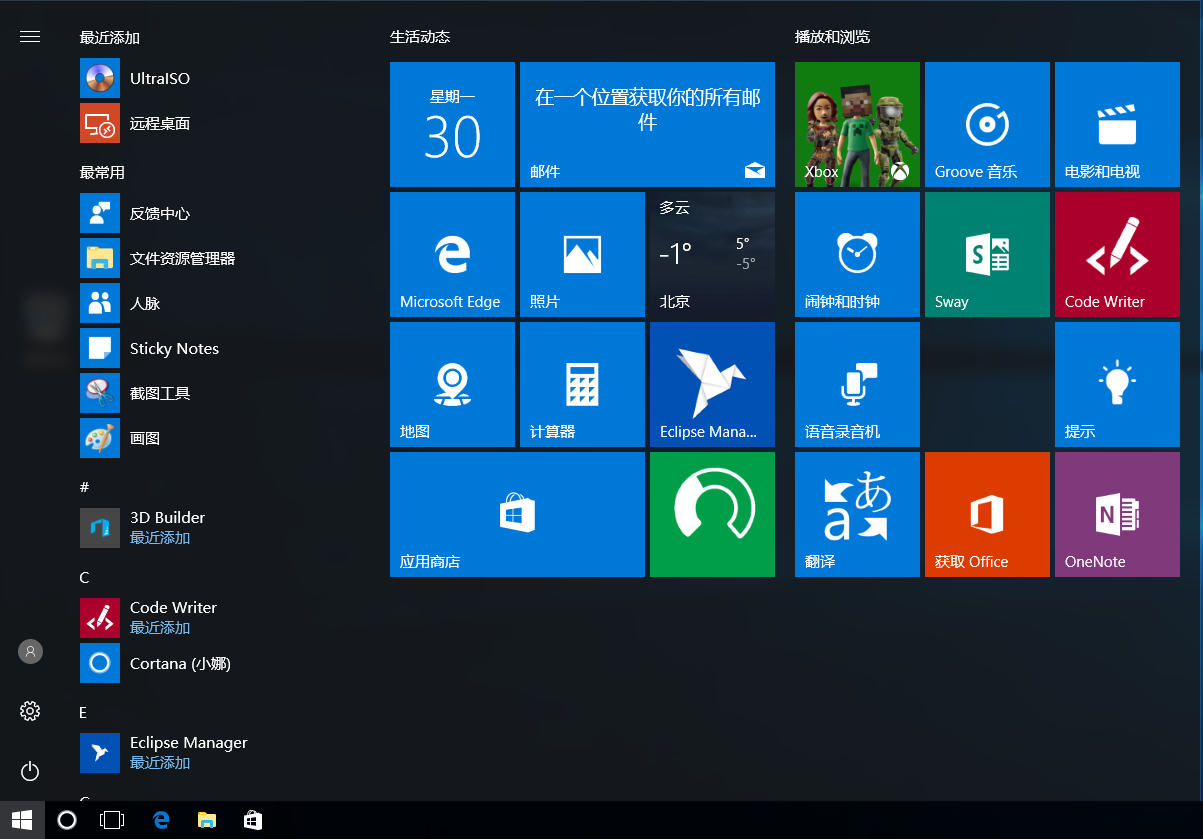 最近添加
UltraISO
远程桌面
最常用
反馈中心
文件资源管理器
人脉
Sticky Notes
截图工具
画图
#
3D Builder
最近添加
C
Code Writer
最近添加
Cortana (小娜)
E
Eclipse Manager
最近添加
生活动态
星期一
30
在一个位置获取你的所有邮
件
邮件
Microsoft Edge
照片
多云
-1°
5°
-5°
北京
地图
计算器
Eclipse Mana...
应用商店
播放和浏览
Xbox
Groove 音乐
电影和电视
闹钟和时钟
Sway
Code Writer
语音录音机
提示
翻译
获取 Office
OneNote